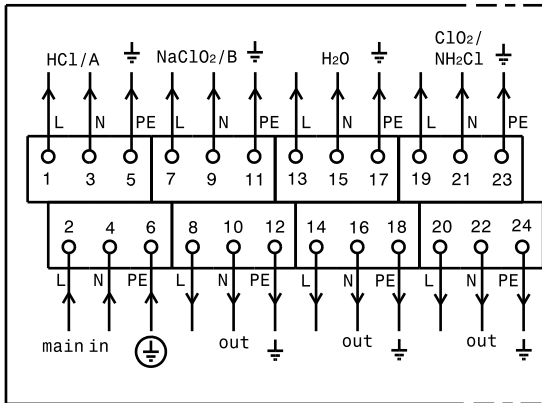 HCl/A NaClO₂/B H₂O ClO₂/
NH₂Cl
L N PE L N PE L N PE L N PE
1 3 5 7 9 11 13 15 17 19 21 23
2 4 6 8 10 12 14 16 18 20 22 24
L N PE L N PE L N PE L N PE
main in out out out